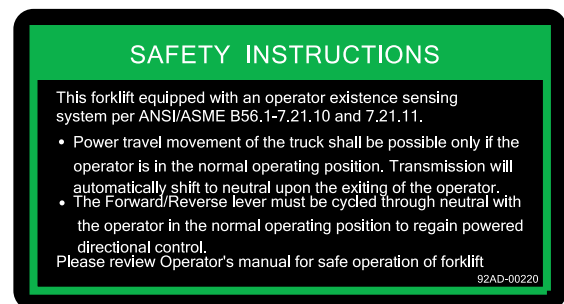 SAFETY INSTRUCTIONS
This forklift equipped with an operator existence sensing
system per ANSI/ASME B56.1-7.21.10 and 7.21.11.
• Power travel movement of the truck shall be possible only if the
operator is in the normal operating position. Transmission will
automatically shift to neutral upon the exiting of the operator.
• The Forward/Reverse lever must be cycled through neutral with
the operator in the normal operating position to regain powered
directional control.
Please review Operator's manual for safe operation of forklift
92AD-00220